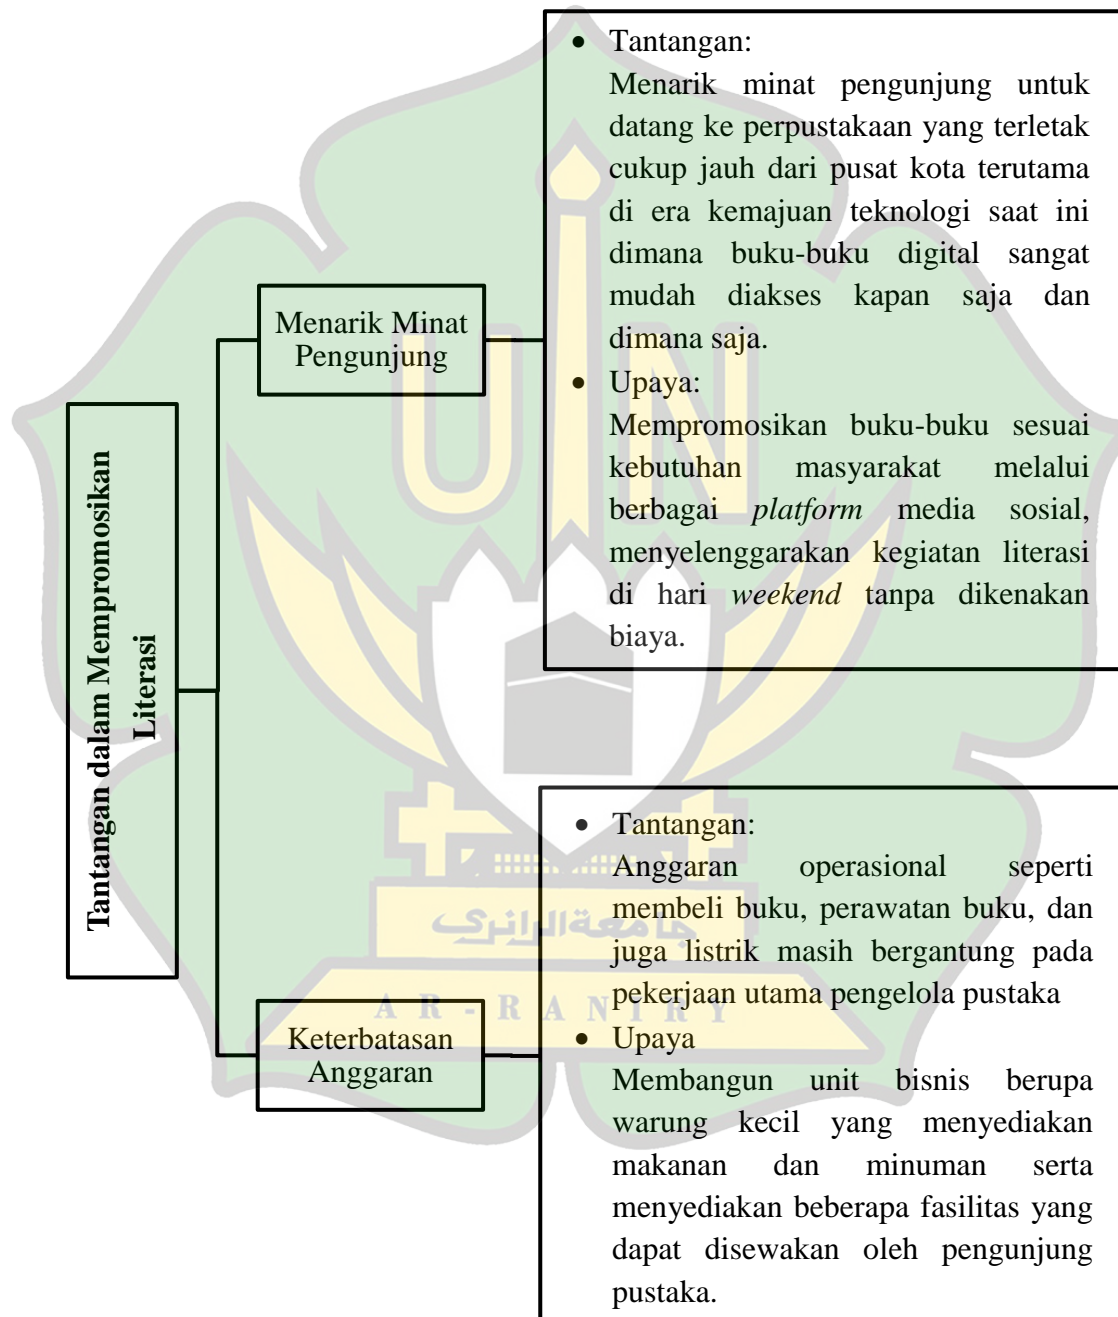 Tantangan dalam Mempromosikan
Literasi
Menarik Minat
Pengunjung
• Tantangan:
Menarik minat pengunjung untuk
datang ke perpustakaan yang terletak
cukup jauh dari pusat kota terutama
di era kemajuan teknologi saat ini
dimana buku-buku digital sangat
mudah diakses kapan saja dan
dimana saja.
• Upaya:
Mempromosikan buku-buku sesuai
kebutuhan masyarakat melalui
berbagai platform media sosial,
menyelenggarakan kegiatan literasi
di hari weekend tanpa dikenakan
biaya.
Keterbatasan
Anggaran
• Tantangan:
Anggaran operasional seperti
membeli buku, perawatan buku, dan
juga listrik masih bergantung pada
pekerjaan utama pengelola pustaka
• Upaya
Membangun unit bisnis berupa
warung kecil yang menyediakan
makanan dan minuman serta
menyediakan beberapa fasilitas yang
dapat disewakan oleh pengunjung
pustaka.
UIN
جامعة الرانري
AR-RANIRY